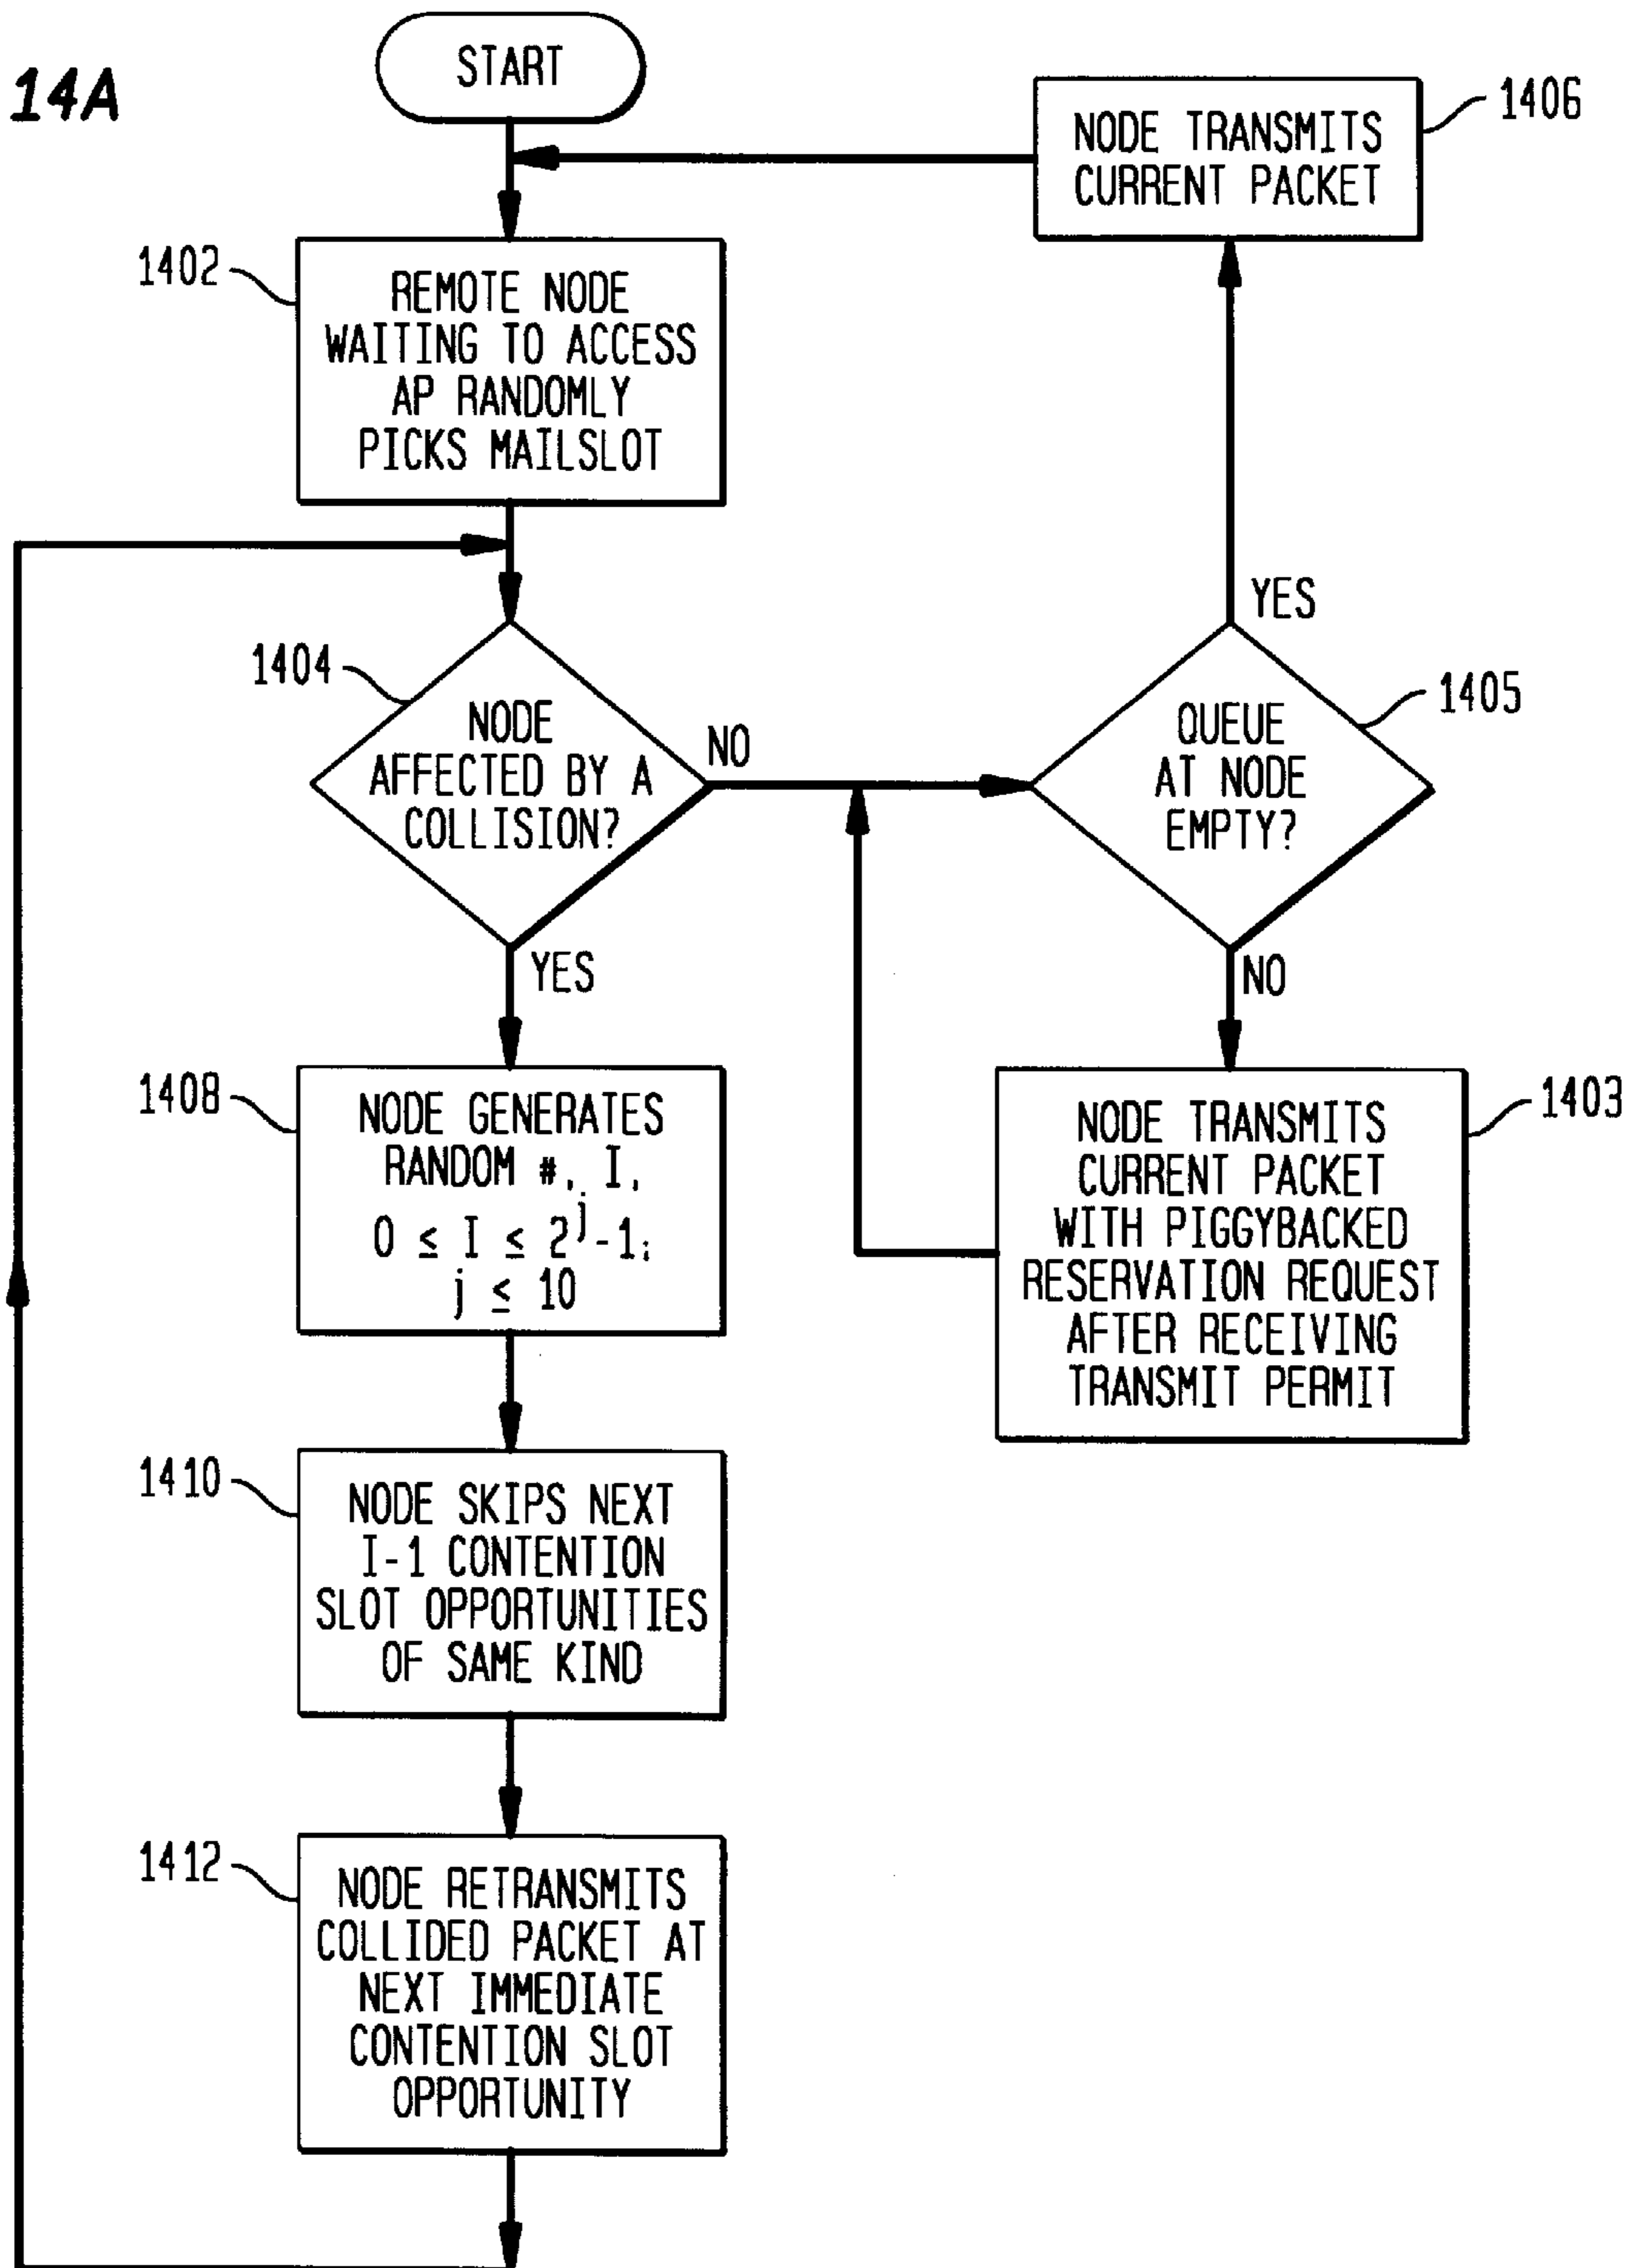 14A
START
1406
NODE TRANSMITS
CURRENT PACKET
1402
REMOTE NODE
WAITING TO ACCESS
AP RANDOMLY
PICKS MAILSLOT
1404
NODE
AFFECTED BY A
COLLISION?
NO
YES
1405
QUEUE
AT NODE
EMPTY?
YES
NO
1408
NODE GENERATES
RANDOM #, I,
0 ≤ I ≤ 2^j-1;
j ≤ 10
1403
NODE TRANSMITS
CURRENT PACKET
WITH PIGGYBACKED
RESERVATION REQUEST
AFTER RECEIVING
TRANSMIT PERMIT
1410
NODE SKIPS NEXT
I-1 CONTENTION
SLOT OPPORTUNITIES
OF SAME KIND
1412
NODE RETRANSMITS
COLLIDED PACKET AT
NEXT IMMEDIATE
CONTENTION SLOT
OPPORTUNITY